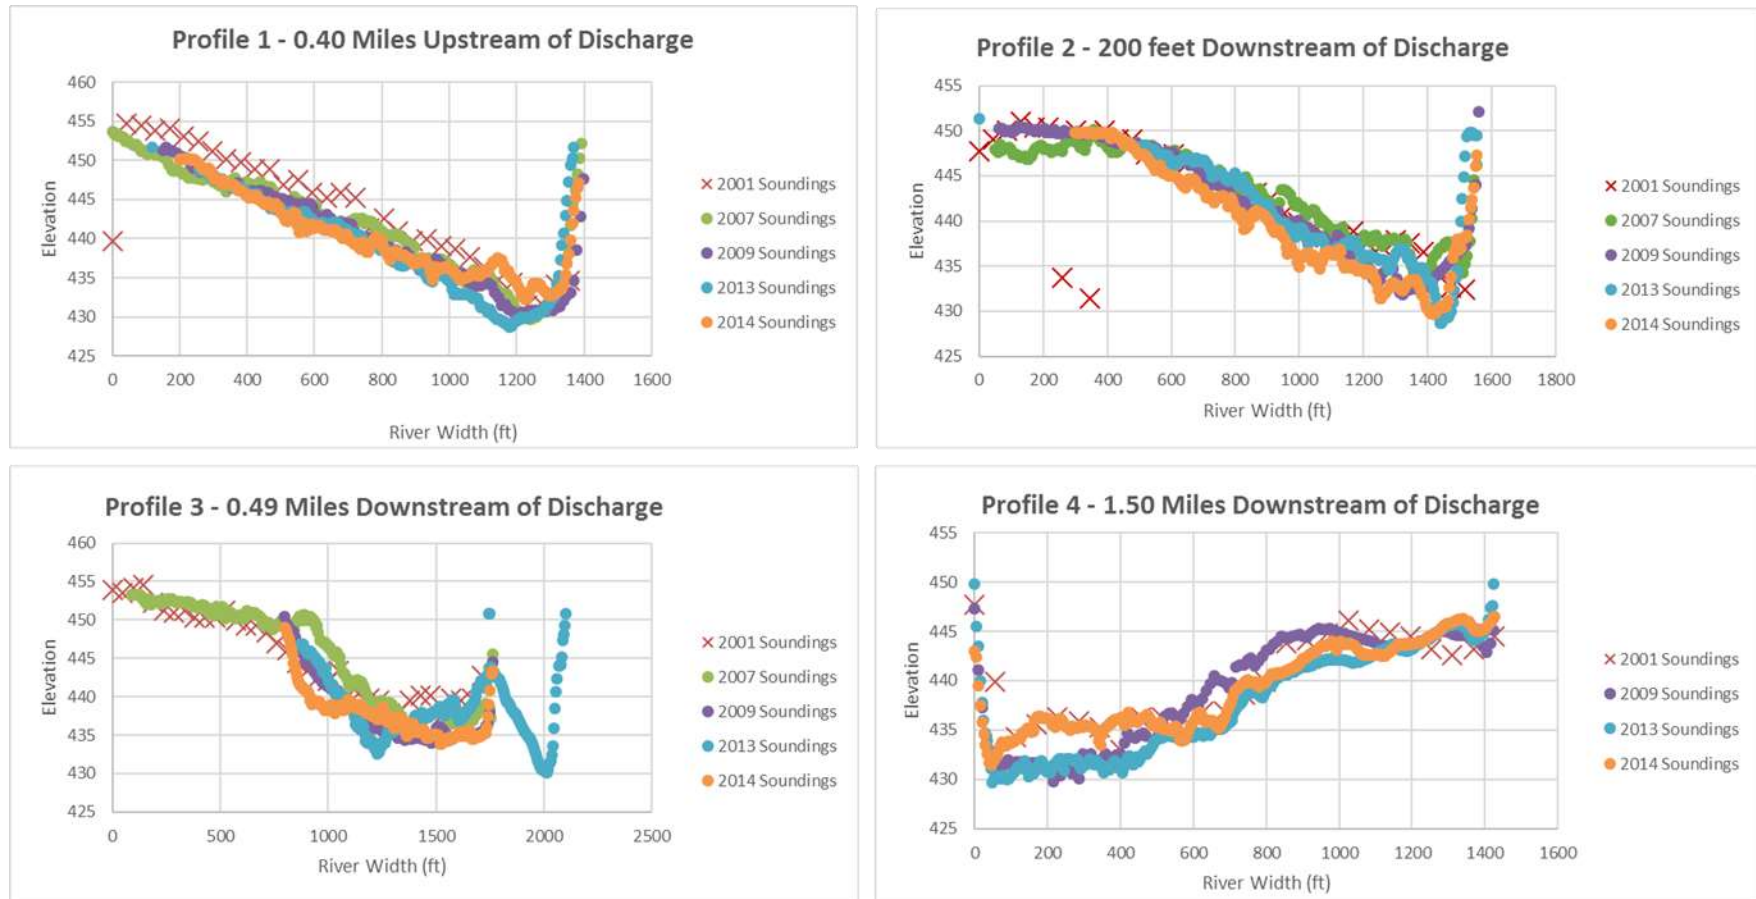 Profile 1 - 0.40 Miles Upstream of Discharge
460
455
450
445
440
435
430
425
Elevation
0 200 400 600 800 1000 1200 1400 1600
River Width (ft)
2001 Soundings
2007 Soundings
2009 Soundings
2013 Soundings
2014 Soundings
Profile 2 - 200 feet Downstream of Discharge
455
450
445
440
435
430
425
Elevation
0 200 400 600 800 1000 1200 1400 1600 1800
River Width (ft)
2001 Soundings
2007 Soundings
2009 Soundings
2013 Soundings
2014 Soundings
Profile 3 - 0.49 Miles Downstream of Discharge
460
455
450
445
440
435
430
425
Elevation
0 500 1000 1500 2000 2500
River Width (ft)
2001 Soundings
2007 Soundings
2009 Soundings
2013 Soundings
2014 Soundings
Profile 4 - 1.50 Miles Downstream of Discharge
455
450
445
440
435
430
425
Elevation
0 200 400 600 800 1000 1200 1400 1600
River Width (ft)
2001 Soundings
2009 Soundings
2013 Soundings
2014 Soundings